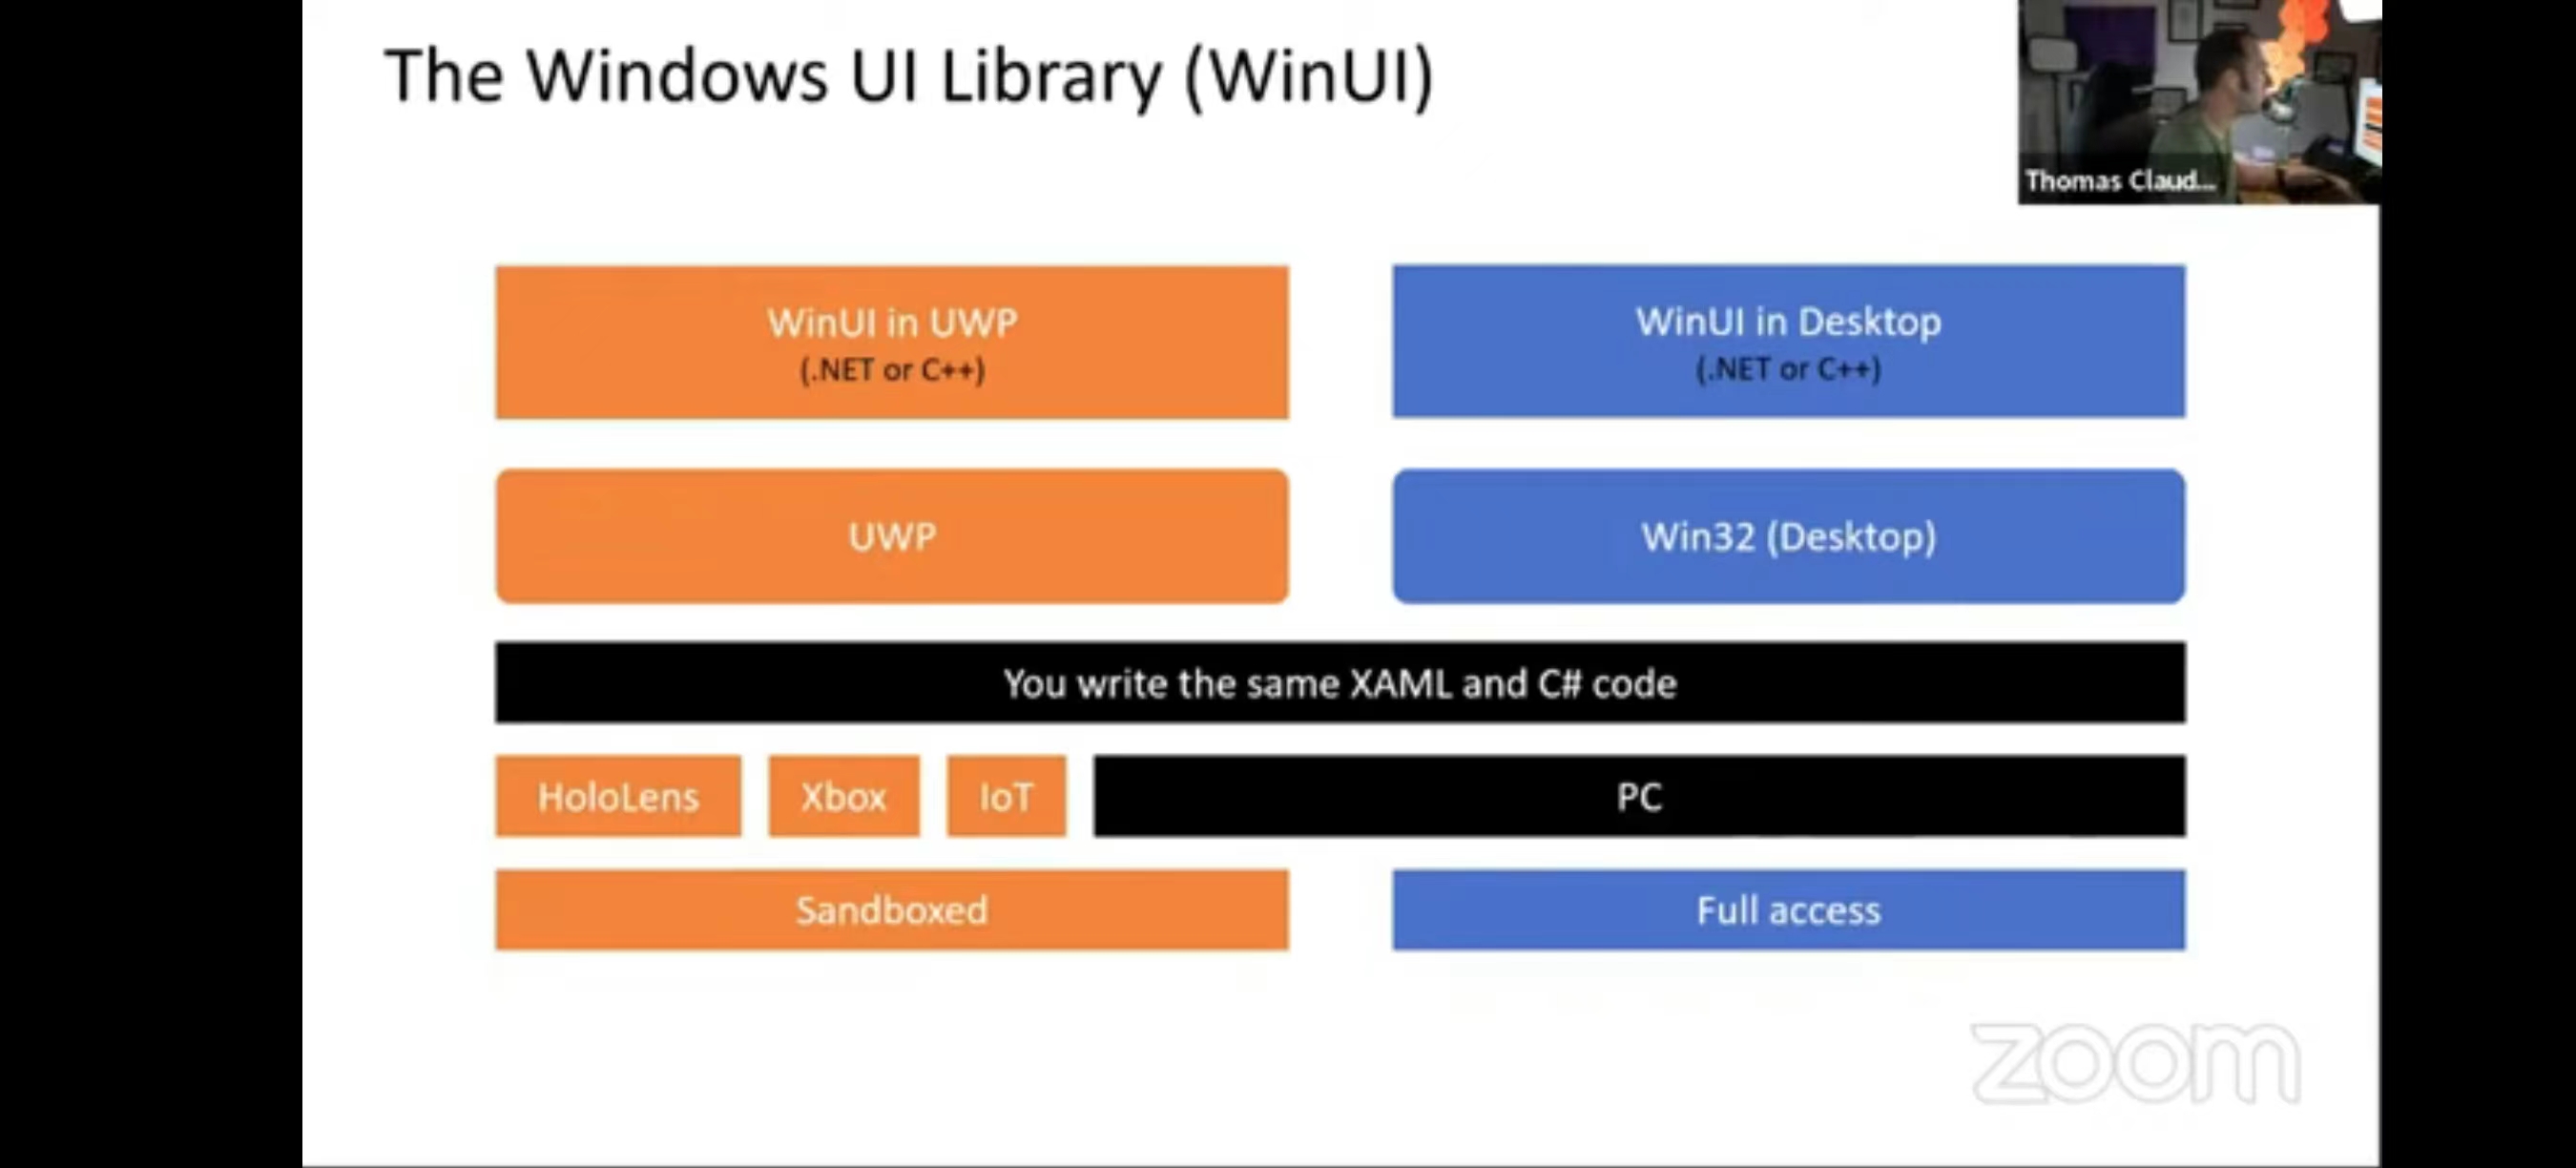 The Windows UI Library (WinUI)
Thomas Claud...
WinUI in UWP
(.NET or C++)
WinUI in Desktop
(.NET or C++)
UWP
Win32 (Desktop)
You write the same XAML and C# code
HoloLens
Xbox
IoT
PC
Sandboxed
Full access
zoom